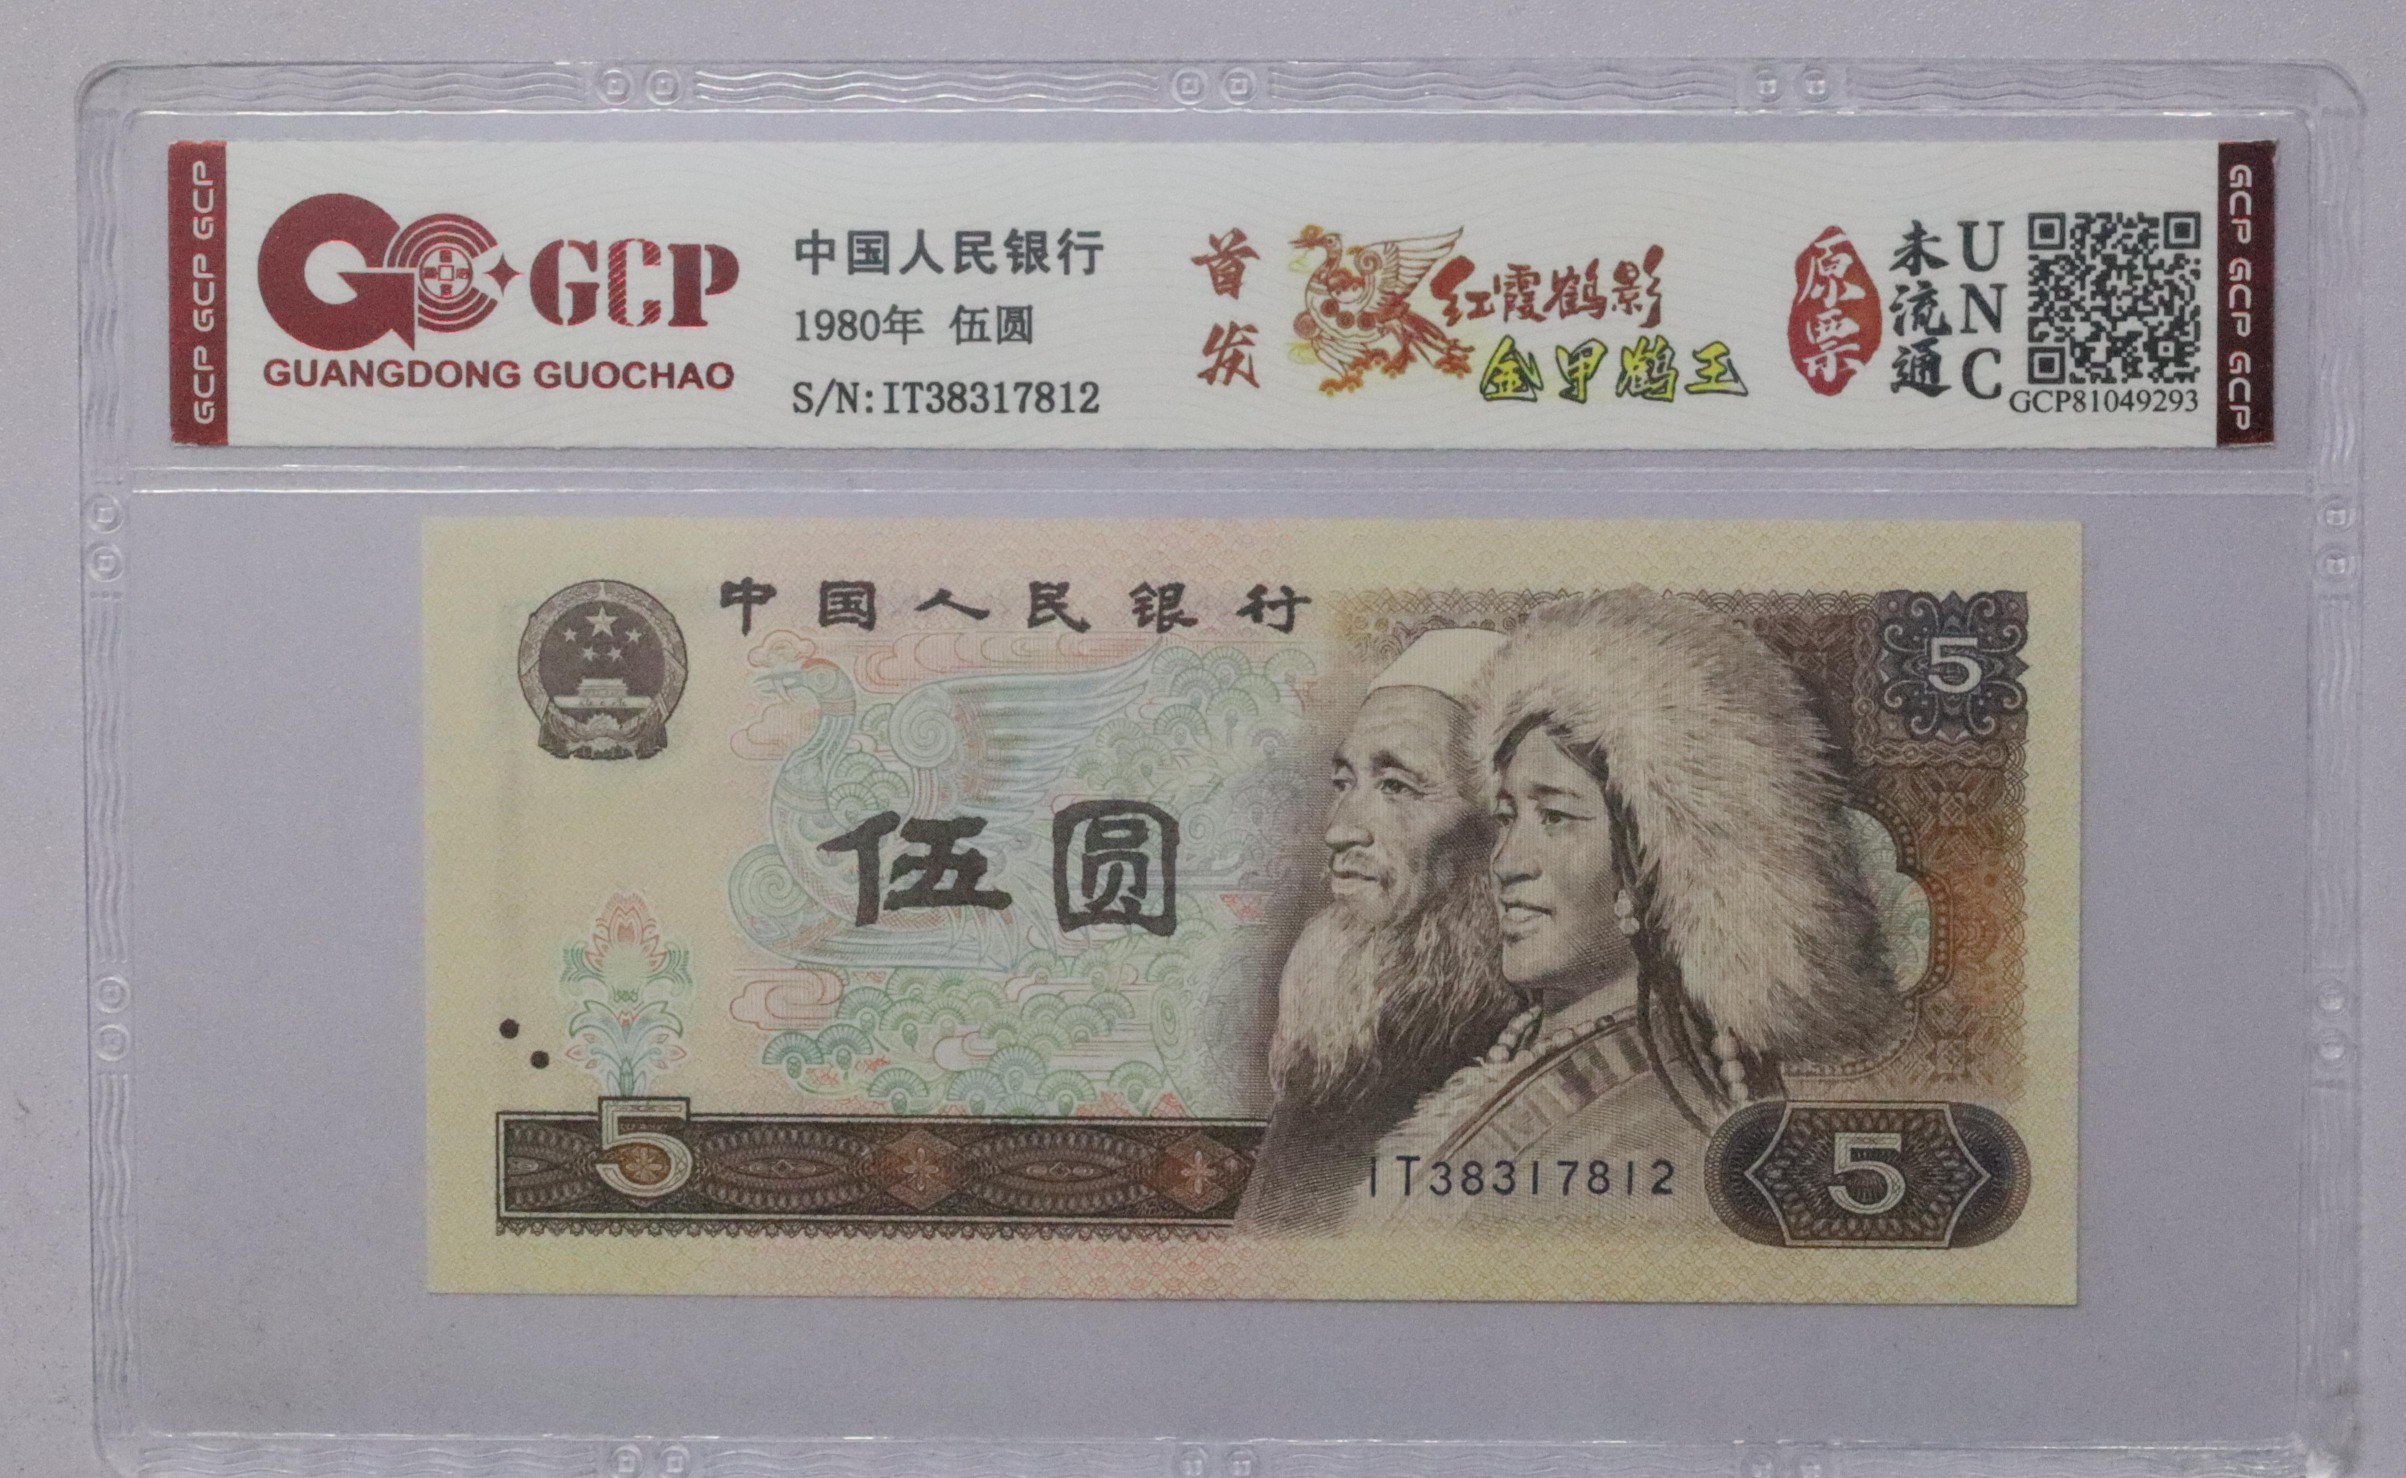 GCP GCP GCP
GCP
GUANGDONG GUOCHAO
中国人民银行
1980年 伍圆
S/N:IT38317812
首发
红霞鹤影
金甲鹤王
原票
未流通
UNC
GCP81049293
GCP GCP GCP
中国人民银行
5
伍圆
5
IT38317812
5